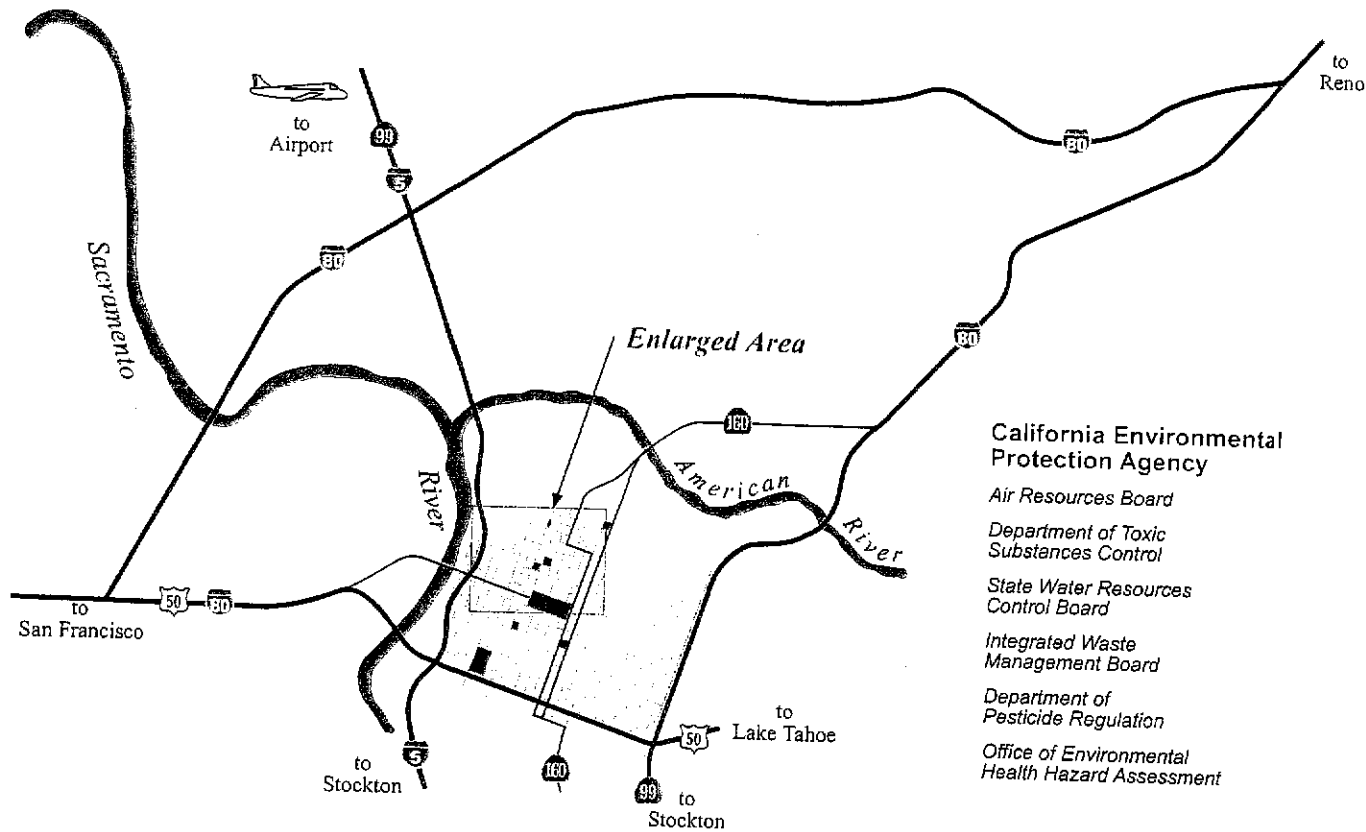 to
Reno
to
Airport
99
5
80
80
Sacramento
River
Enlarged Area
80
160
American
River
to
San Francisco
50
80
to
Stockton
5
160
99
to
Stockton
50
to
Lake Tahoe
California Environmental
Protection Agency
Air Resources Board
Department of Toxic
Substances Control
State Water Resources
Control Board
Integrated Waste
Management Board
Department of
Pesticide Regulation
Office of Environmental
Health Hazard Assessment